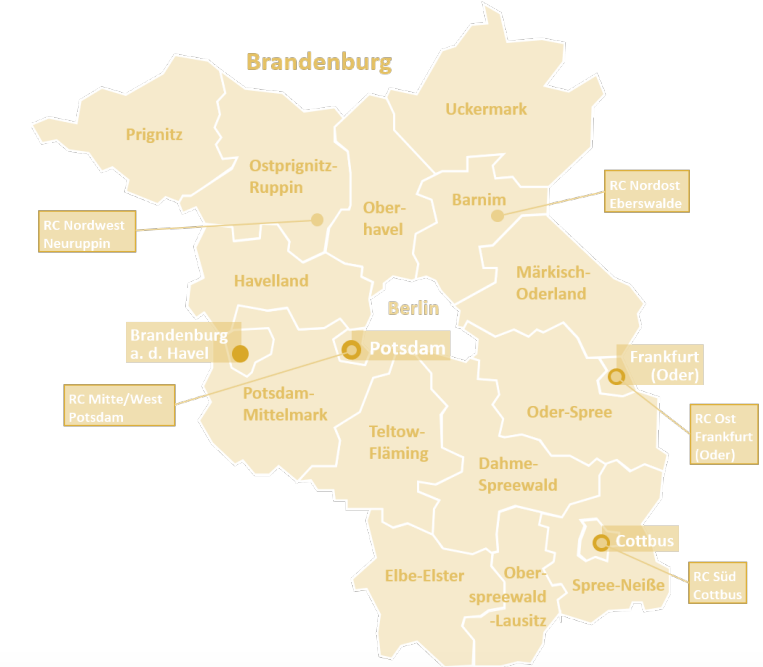 Brandenburg
Uckermark
Prignitz
Ostprignitz-
Ruppin
Barnim
RC Nordost
Eberswalde
Ober-
havel
RC Nordwest
Neuruppin
Havelland
Märkisch-
Oderland
Berlin
Brandenburg
a. d. Havel
Potsdam
Frankfurt
(Oder)
RC Mitte/West
Potsdam
Potsdam-
Mittelmark
Oder-Spree
RC Ost
Frankfurt
(Oder)
Teltow-
Fläming
Dahme-
Spreewald
Cottbus
Elbe-Elster
Ober-
spreewald
-Lausitz
Spree-Neiße
RC Süd
Cottbus